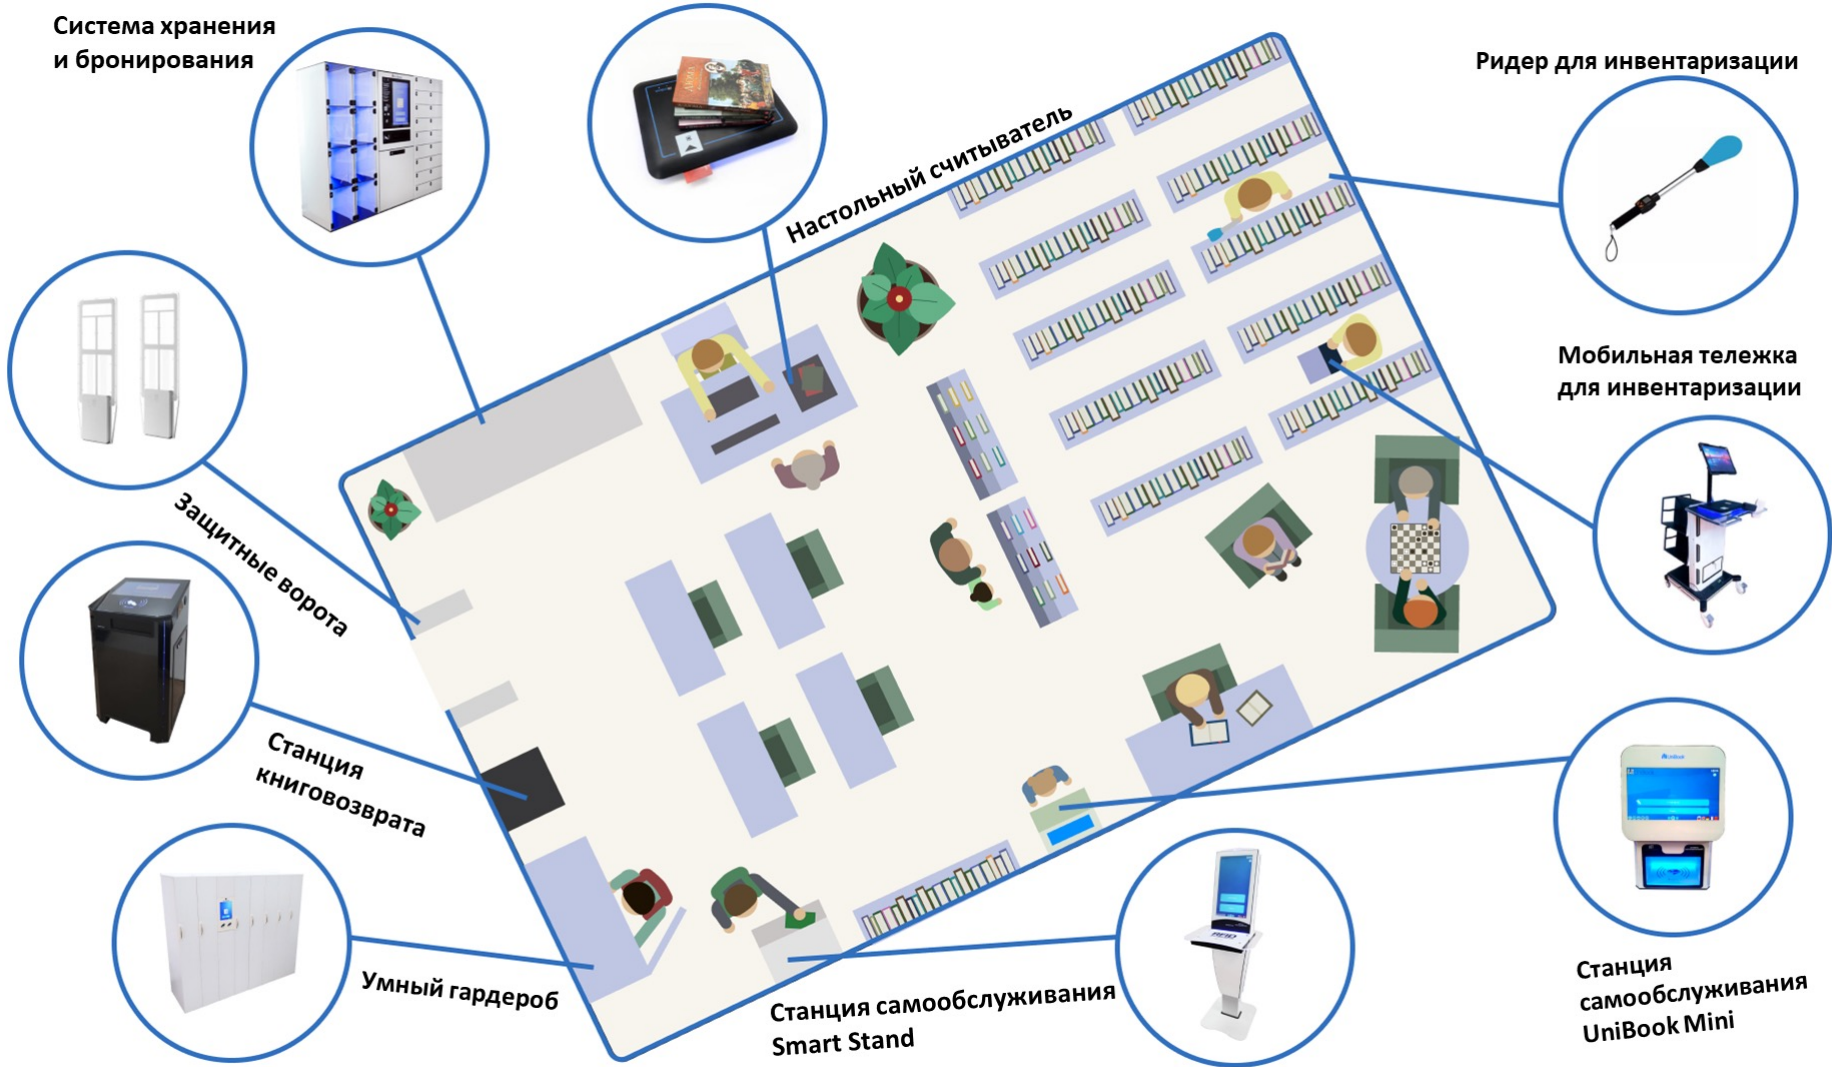 Система хранения
и бронирования
Настольный считыватель
Ридер для инвентаризации
Мобильная тележка
для инвентаризации
Защитные ворота
Станция
книговозврата
Умный гардероб
Станция самообслуживания
Smart Stand
Станция
самообслуживания
UniBook Mini